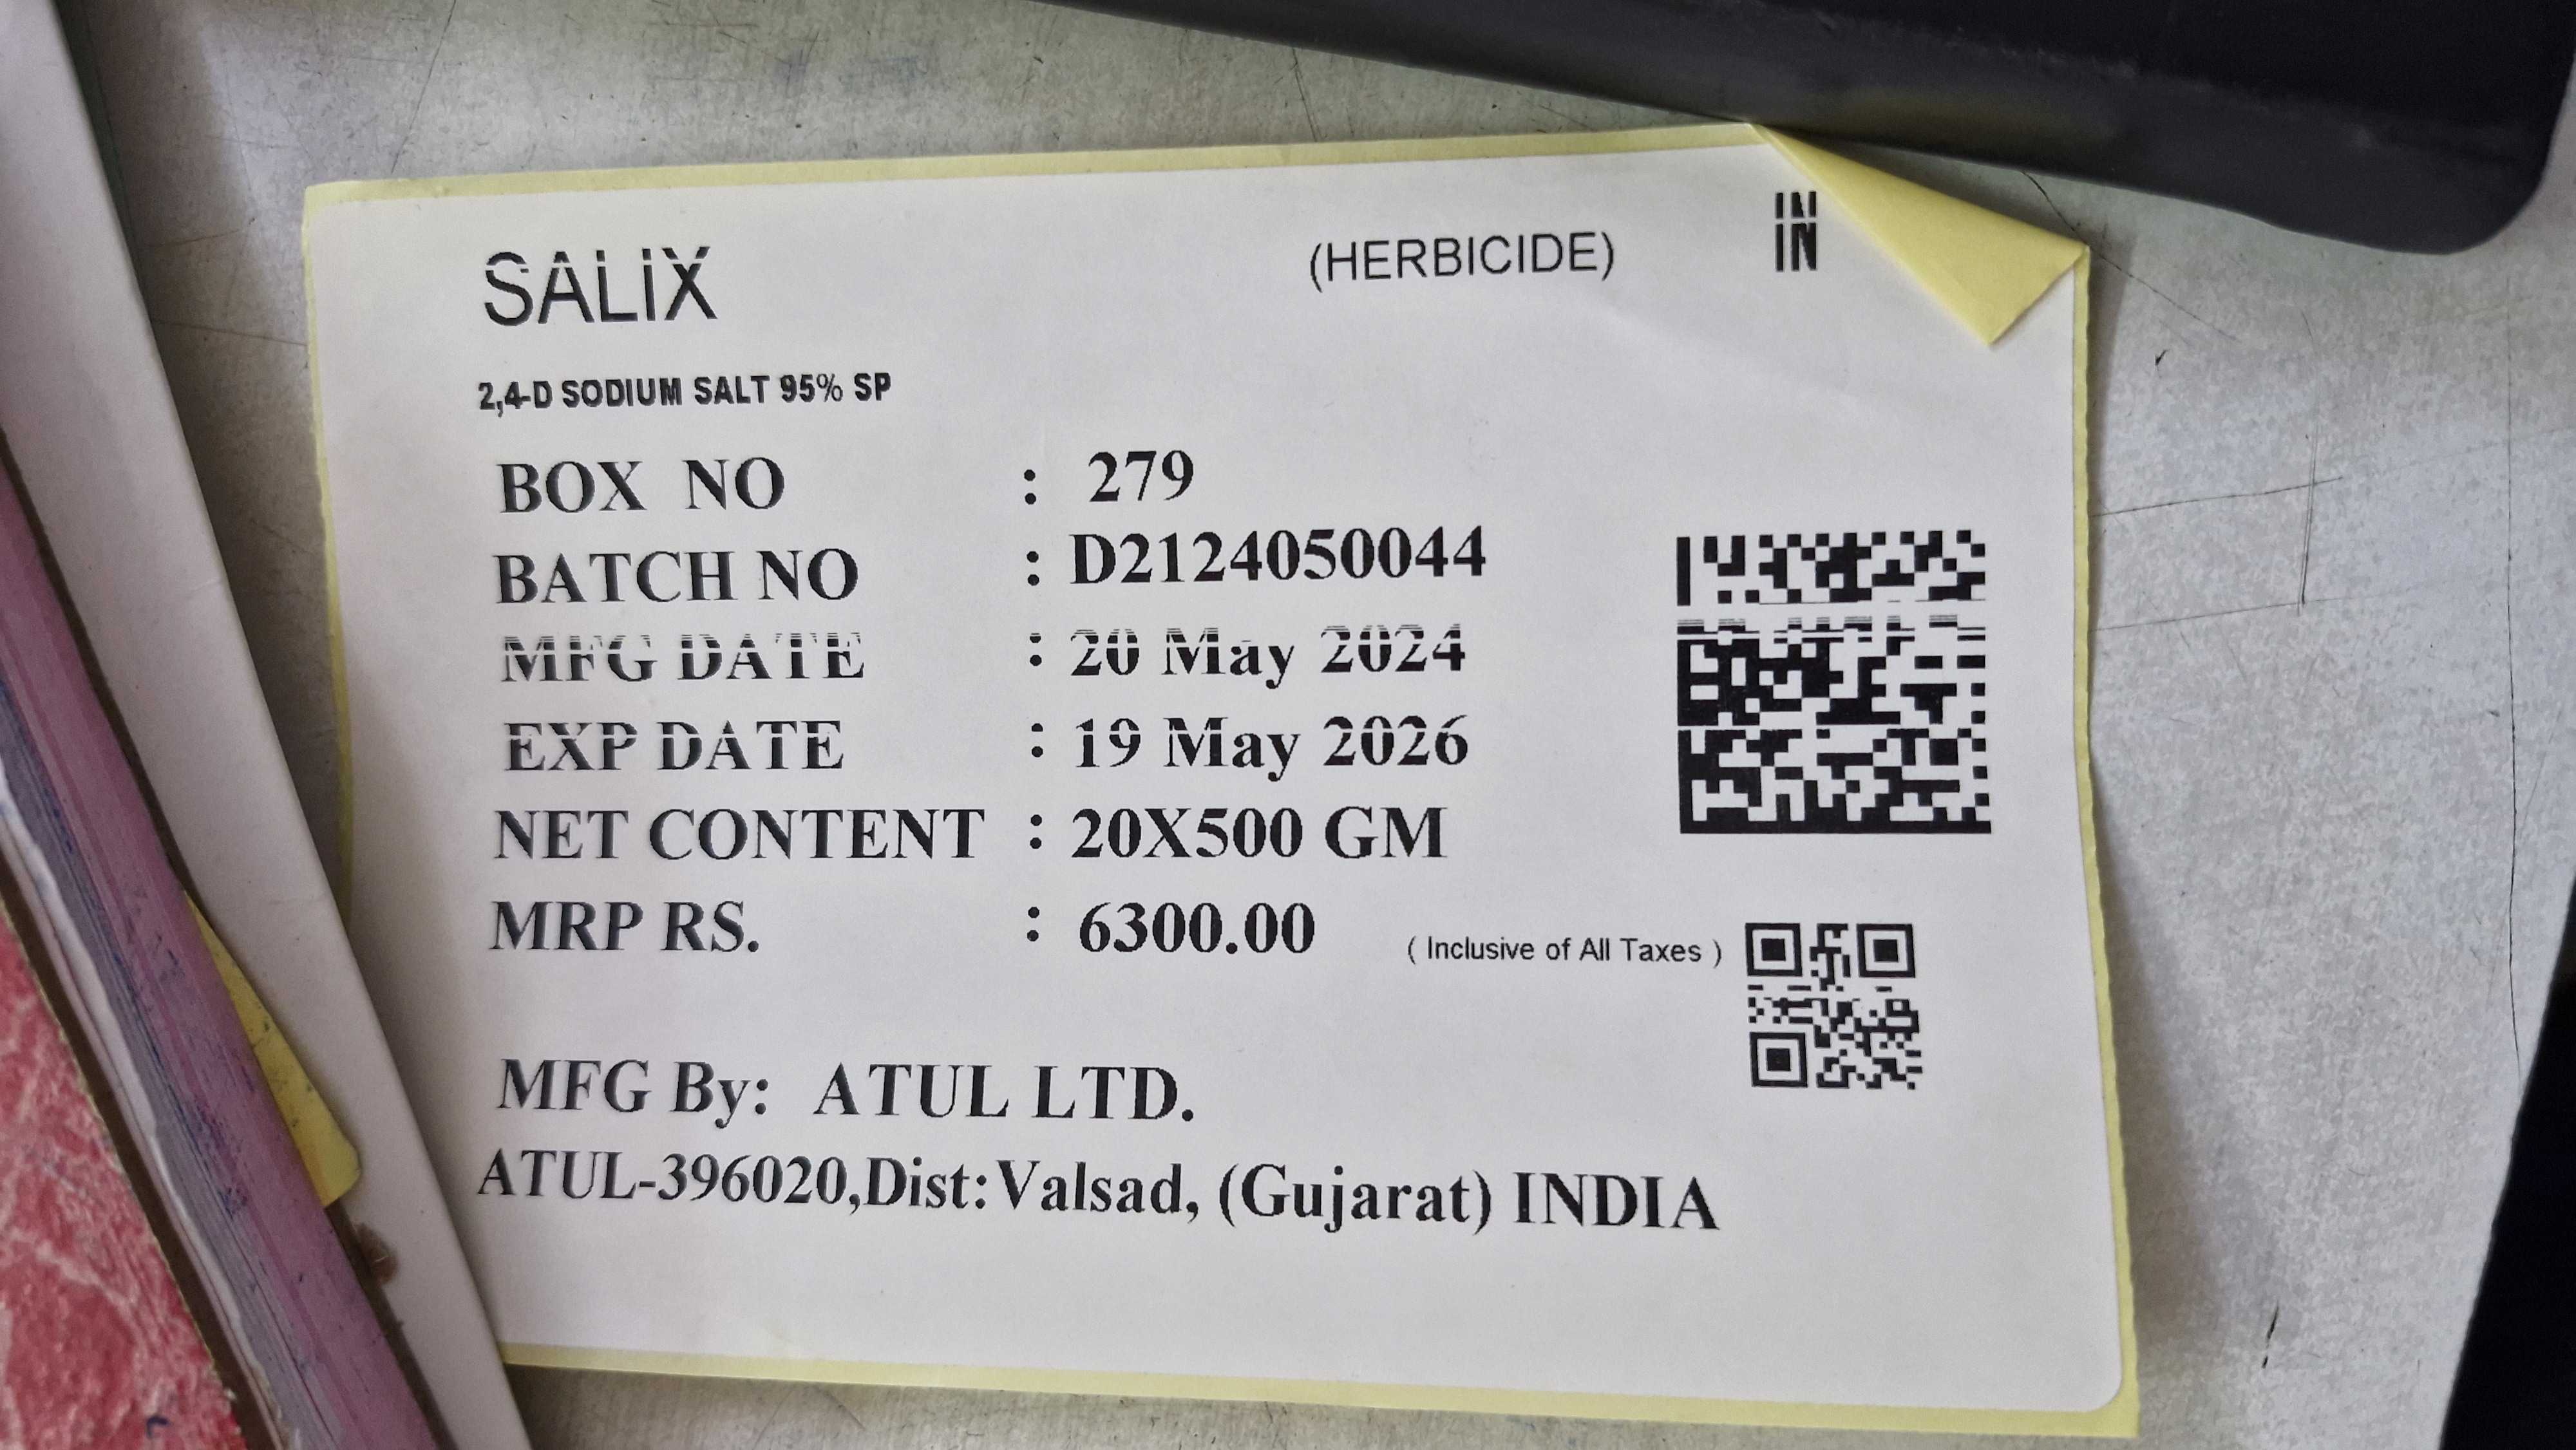 SALIX (HERBICIDE) IN
2,4-D SODIUM SALT 95% SP
BOX NO : 279
BATCH NO : D2124050044
MFG DATE : 20 May 2024
EXP DATE : 19 May 2026
NET CONTENT : 20X500 GM
MRP RS. : 6300.00 ( Inclusive of All Taxes )
MFG By: ATUL LTD.
ATUL-396020,Dist:Valsad, (Gujarat) INDIA